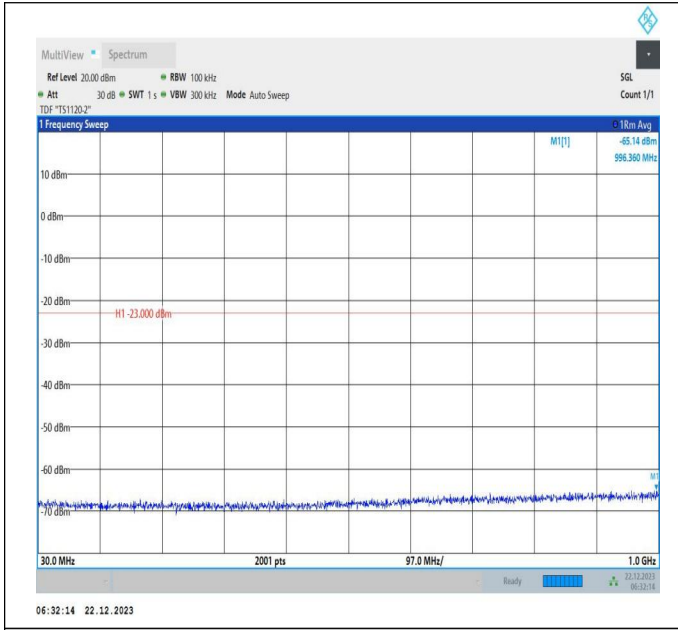 R&S
MultiView Spectrum
Ref Level 20.00 dBm RBW 100 kHz SGL
Att 30 dB SWT 1 s VBW 300 kHz Mode Auto Sweep Count 1/1
TDF "TS1120-2"
1 Frequency Sweep 1Rm Avg
M1[1] -65.14 dBm
996.360 MHz
10 dBm
0 dBm
-10 dBm
-20 dBm
H1 -23.000 dBm
-30 dBm
-40 dBm
-50 dBm
-60 dBm
M1
-70 dBm
30.0 MHz 2001 pts 97.0 MHz/ 1.0 GHz
Ready 22.12.2023
06:32:14
06:32:14 22.12.2023